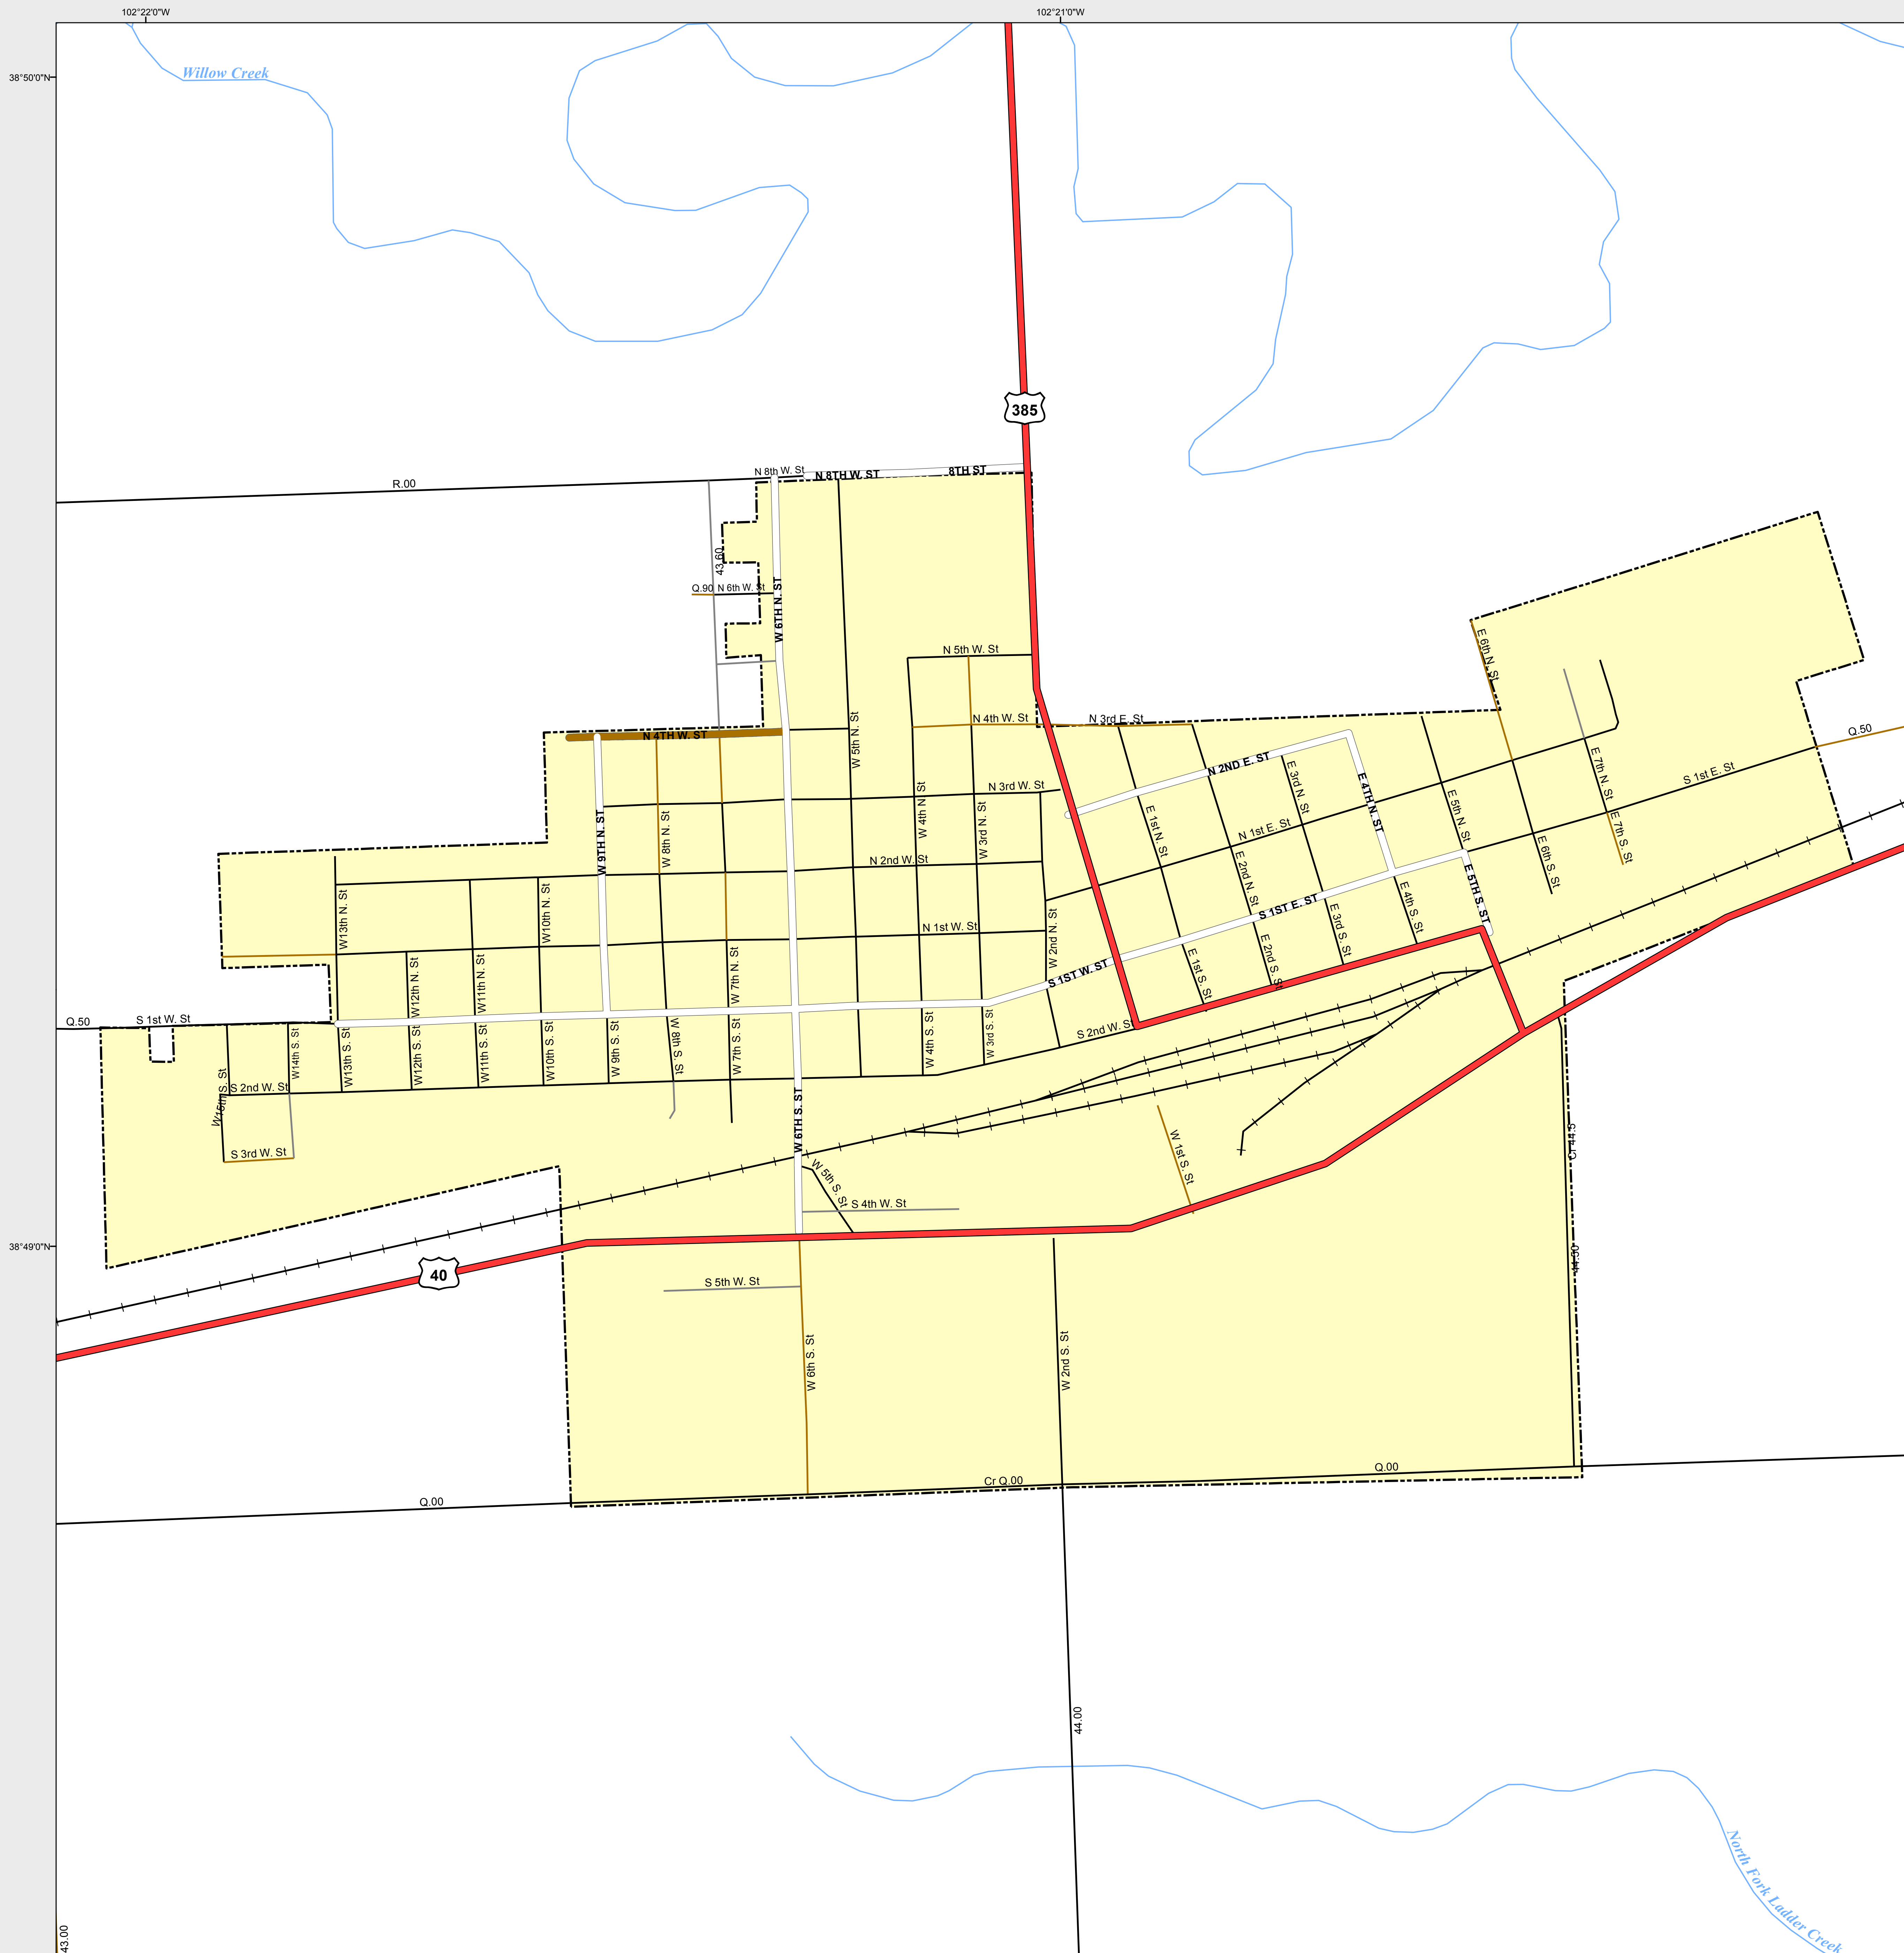 102°22'0"W
102°21'0"W
38°50'0"N
Willow Creek
385
R.00
N 8th W. St
N 8TH W. ST
8TH ST
43.60
Q.90
N 6th W. St
W 6TH N. ST
N 5th W. St
E 6th N. St
N 4TH W. ST
W 5th N. St
N 4th W. St
N 3rd E. St
Q.50
N 2ND E. ST
E 3rd N. St
E 4TH N. ST
E 5th N. St
E 7th N. St
S 1st E. St
N 3rd W. St
W 9TH N. ST
W 8th N. St
W 4th N. St
W 3rd N. St
E 1st N. St
N 1st E. St
E 7th S. St
N 2nd W. St
E 2nd N. St
E 6th S. St
W13th N. St
W10th N. St
N 1st W. St
W 2nd N. St
S 1ST E. ST
E 3rd S. St
E 4th S. St
E 5TH S. ST
W12th N. St
W11th N. St
W 7th N. St
S 1ST W. ST
E 1st S. St
E 2nd S. St
Q.50
S 1st W. St
W14th S. St
W13th S. St
W12th S. St
W11th S. St
W10th S. St
W 9th S. St
W 8th S. St
W 7th S. St
W 4th S. St
W 3rd S. St
S 2nd W. St
S 2nd W. St
W15th S. St
W 6TH S. ST
S 3rd W. St
W 5th S. St
W 1st S. St
Cr 44.5
S 4th W. St
38°49'0"N
40
44.50
S 5th W. St
W 6th S. St
W 2nd S. St
Q.00
Cr Q.00
Q.00
44.00
North Fork Ladder Creek
43.00